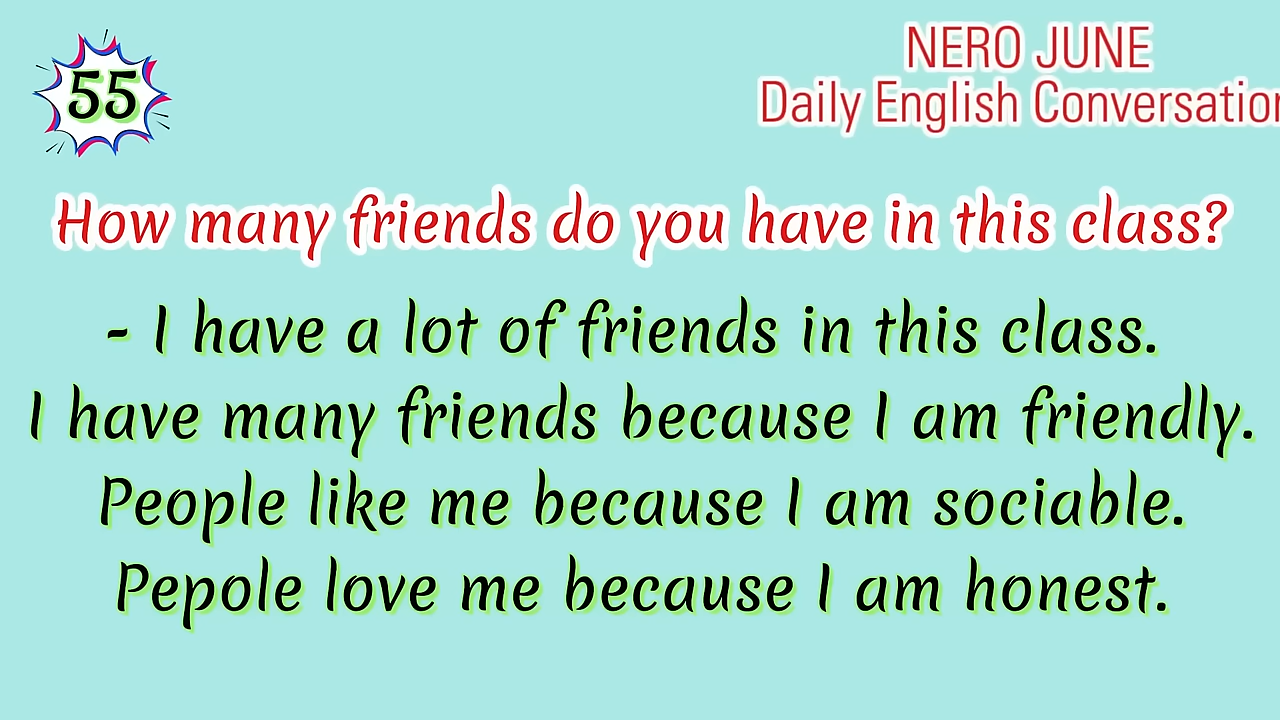 55
NERO JUNE
Daily English Conversation
How many friends do you have in this class?
- I have a lot of friends in this class.
I have many friends because I am friendly.
People like me because I am sociable.
Pepole love me because I am honest.